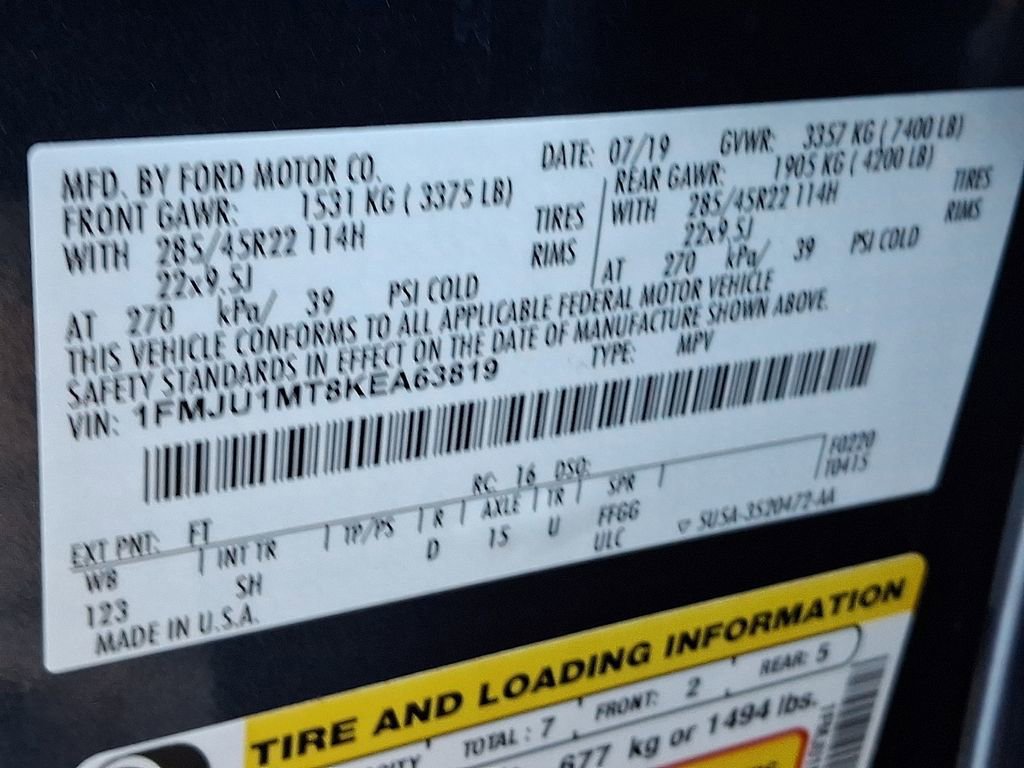 MFD. BY FORD MOTOR CO. DATE: 07/19 GVWR: 3357 KG ( 7400 LB)
FRONT GAWR: 1531 KG ( 3375 LB) REAR GAWR: 1905 KG ( 4200 LB)
WITH 285/45R22 114H TIRES WITH 285/45R22 114H TIRES
22x9.5J RIMS 22x9.5J RIMS
AT 270 kPa/ 39 PSI COLD AT 270 kPa/ 39 PSI COLD
THIS VEHICLE CONFORMS TO ALL APPLICABLE FEDERAL MOTOR VEHICLE
SAFETY STANDARDS IN EFFECT ON THE DATE OF MANUFACTURE SHOWN ABOVE.
VIN: 1FMJU1MT8KEA63819 TYPE: MPV
F0220
T0415
EXT PNT: FT RC: 16 DSO:
WB INT TR TP/PS R AXLE TR SPR
123 SH D 15 U FFGG
ULC
MADE IN U.S.A. ▽ SU5A-3520472-AA
TIRE AND LOADING INFORMATION
TOTAL : 7 FRONT: 2 REAR: 5
677 kg or 1494 lbs.